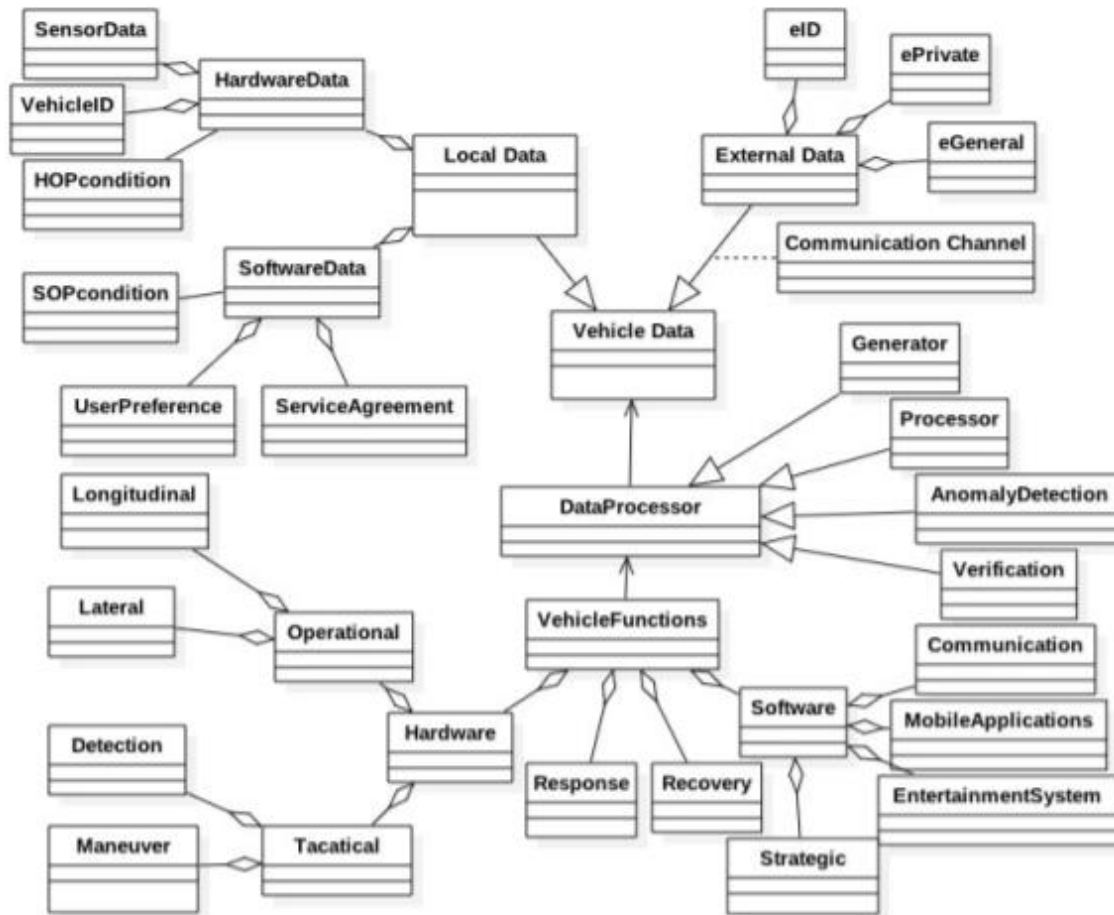 SensorData
eID
ePrivate
HardwareData
VehicleID
Local Data
External Data
eGeneral
HOPcondition
Communication Channel
SoftwareData
SOPcondition
Vehicle Data
Generator
UserPreference
ServiceAgreement
Processor
Longitudinal
DataProcessor
AnomalyDetection
Verification
Lateral
Operational
VehicleFunctions
Communication
Software
MobileApplications
Detection
Hardware
Response
Recovery
EntertainmentSystem
Maneuver
Tacatical
Strategic